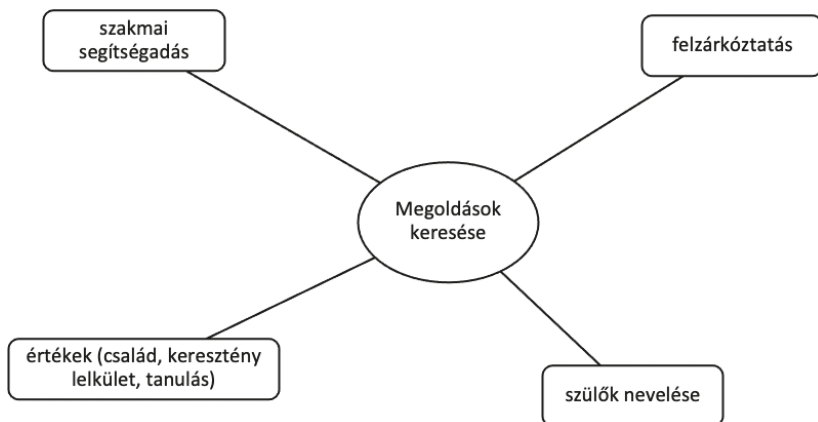 szakmai
segítségadás
felzárkóztatás
Megoldások
keresése
értékek (család, keresztény
lelkület, tanulás)
szülők nevelése